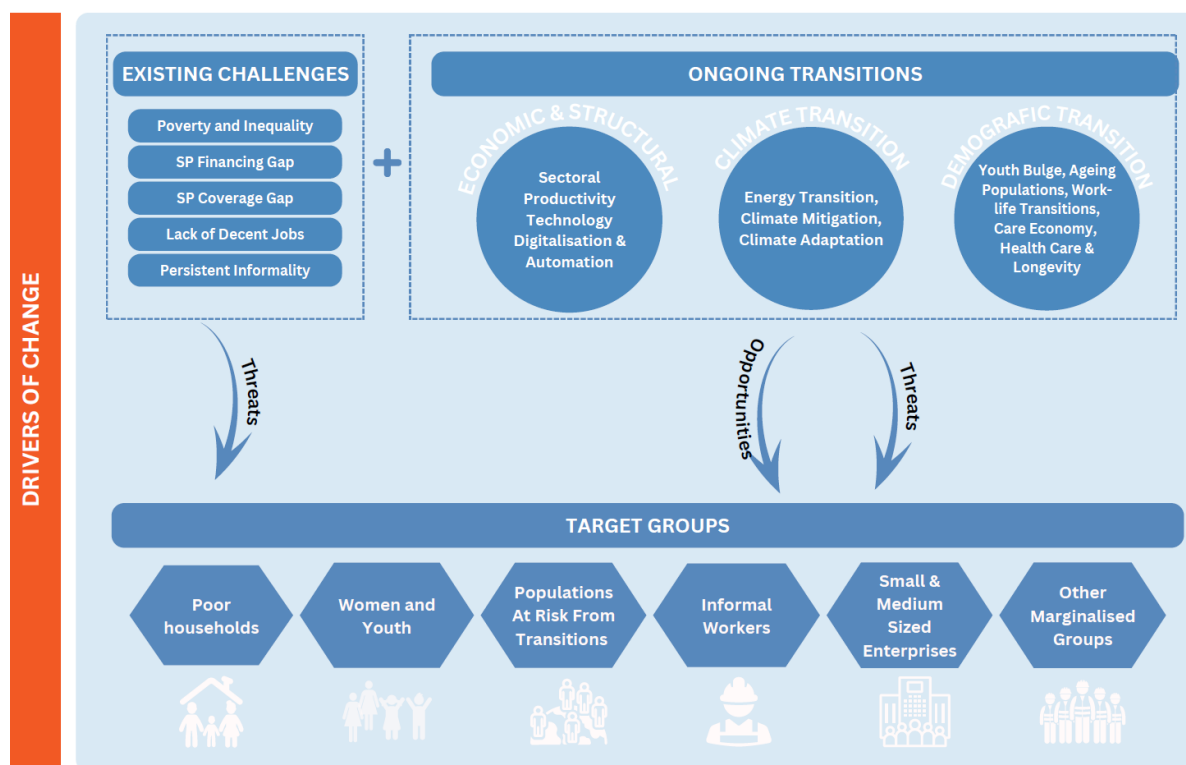 DRIVERS OF CHANGE
EXISTING CHALLENGES
Poverty and Inequality
SP Financing Gap
SP Coverage Gap
Lack of Decent Jobs
Persistent Informality
+
ONGOING TRANSITIONS
ECONOMIC & STRUCTURAL
Sectoral
Productivity
Technology
Digitalisation &
Automation
CLIMATE TRANSITION
Energy Transition,
Climate Mitigation,
Climate Adaptation
DEMOGRAFIC TRANSITION
Youth Bulge, Ageing
Populations, Work-
life Transitions,
Care Economy,
Health Care &
Longevity
Threats
Opportunities
Threats
TARGET GROUPS
Poor
households
Women and
Youth
Populations
At Risk From
Transitions
Informal
Workers
Small &
Medium
Sized
Enterprises
Other
Marginalised
Groups